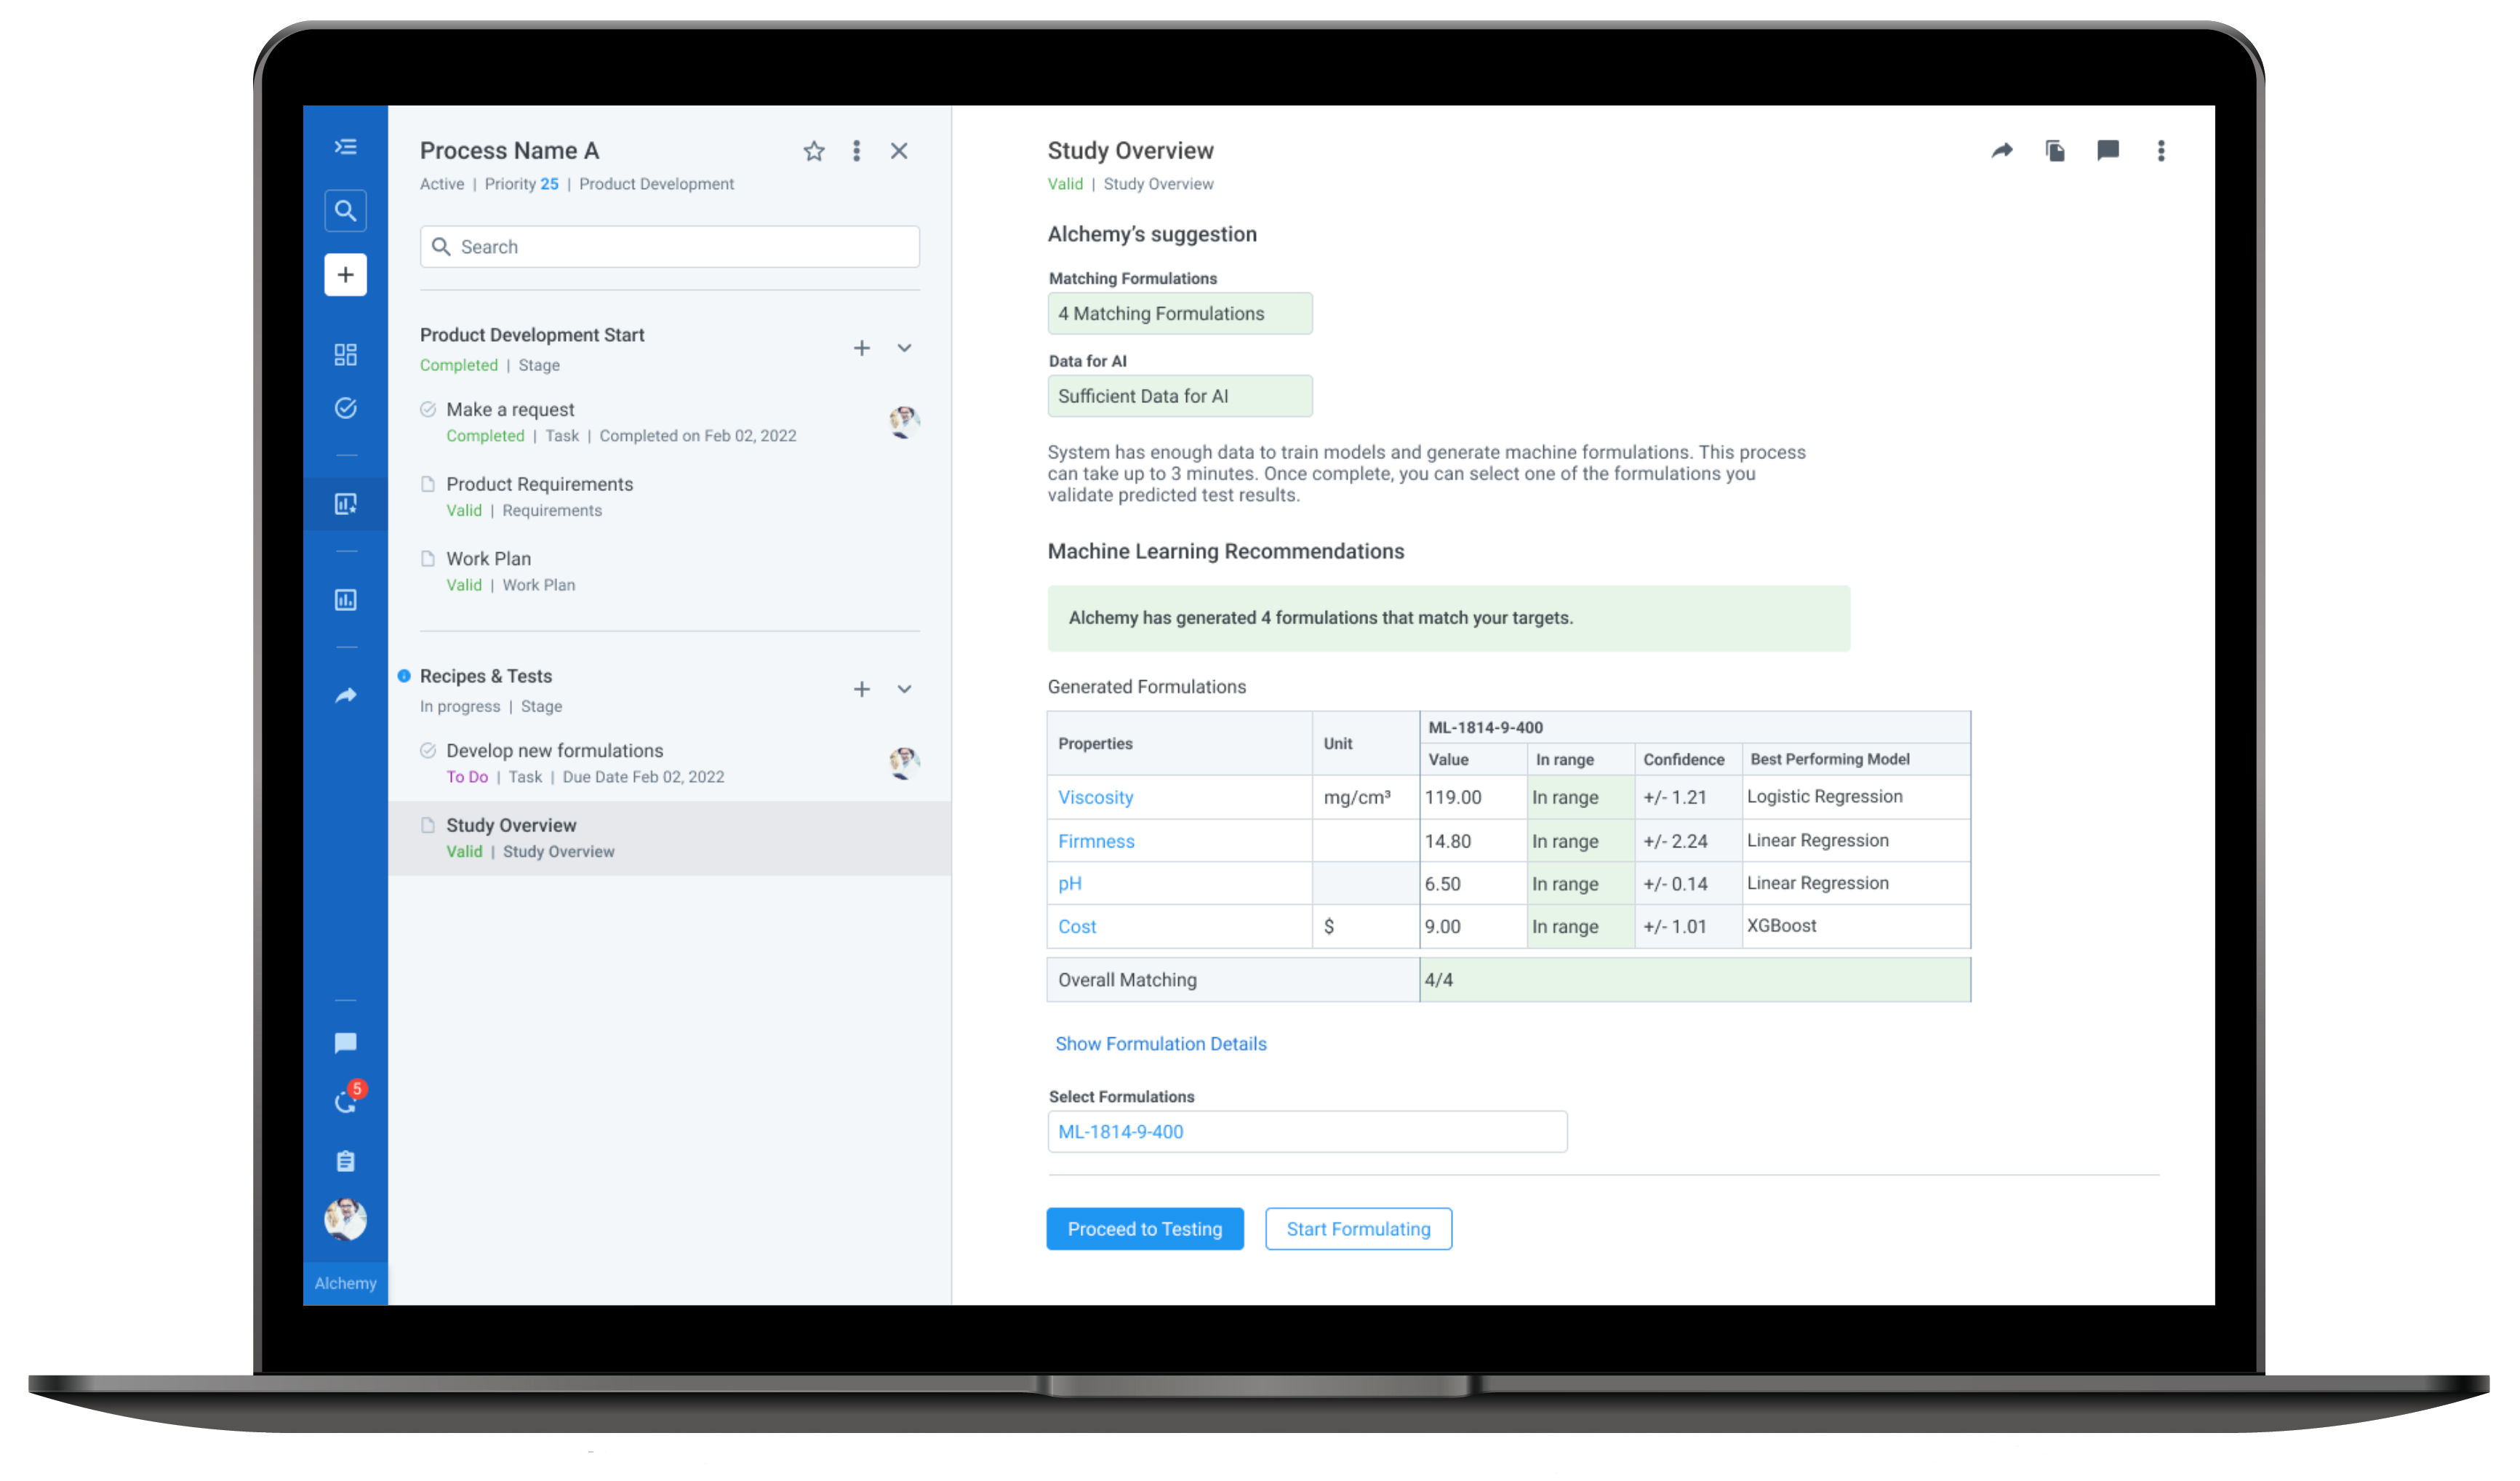 Process Name A
Active | Priority 25 | Product Development
Search
Product Development Start
Completed | Stage
Make a request
Completed | Task | Completed on Feb 02, 2022
Product Requirements
Valid | Requirements
Work Plan
Valid | Work Plan
Recipes & Tests
In progress | Stage
Develop new formulations
To Do | Task | Due Date Feb 02, 2022
Study Overview
Valid | Study Overview
5
Alchemy
Study Overview
Valid | Study Overview
Alchemy’s suggestion
Matching Formulations
4 Matching Formulations
Data for AI
Sufficient Data for AI
System has enough data to train models and generate machine formulations. This process
can take up to 3 minutes. Once complete, you can select one of the formulations you
validate predicted test results.
Machine Learning Recommendations
Alchemy has generated 4 formulations that match your targets.
Generated Formulations
Properties Unit ML-1814-9-400
Value In range Confidence Best Performing Model
Viscosity mg/cm³ 119.00 In range +/- 1.21 Logistic Regression
Firmness 14.80 In range +/- 2.24 Linear Regression
pH 6.50 In range +/- 0.14 Linear Regression
Cost $ 9.00 In range +/- 1.01 XGBoost
Overall Matching 4/4
Show Formulation Details
Select Formulations
ML-1814-9-400
Proceed to Testing Start Formulating